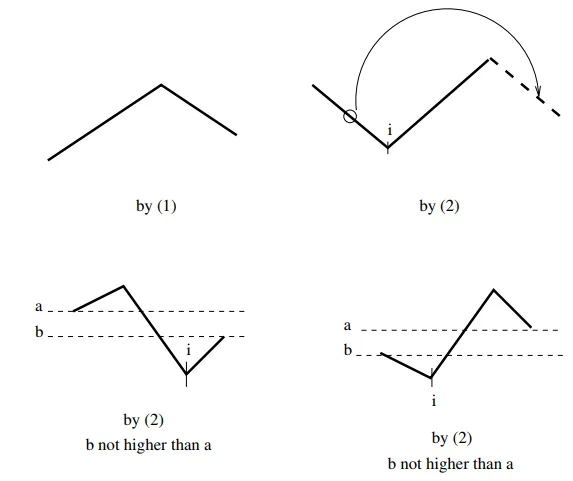 i
by (1)
by (2)
a
b
i
by (2)
b not higher than a
a
b
i
by (2)
b not higher than a